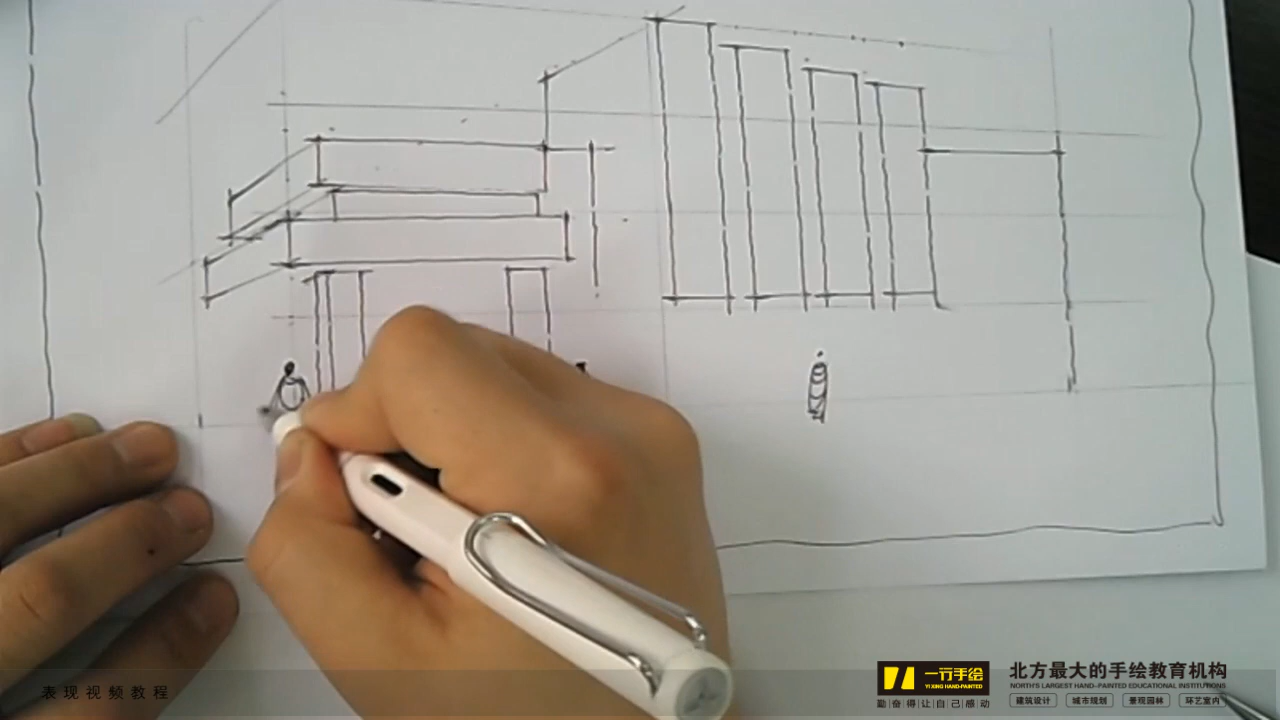 表现视频教程
一行手绘
YI XING HAND-PAINTED
勤奋得让自己感动
北方最大的手绘教育机构
NORTH'S LARGEST HAND-PAINTED EDUCATIONAL INSTITUTIONS
建筑设计 城市规划 景观园林 环艺室内